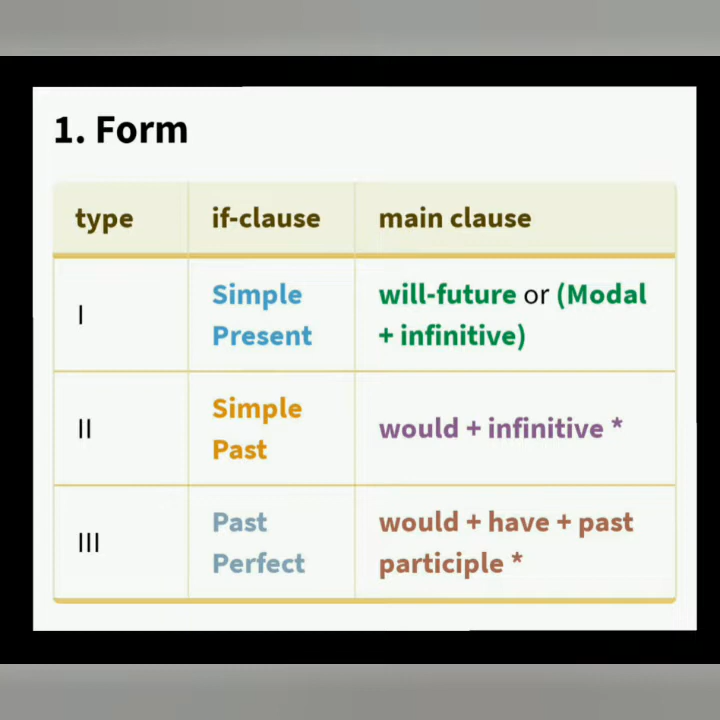 1. Form
type if-clause main clause
I
Simple
Present
will-future or (Modal
+ infinitive)
II
Simple
Past
would + infinitive *
III
Past
Perfect
would + have + past
participle *